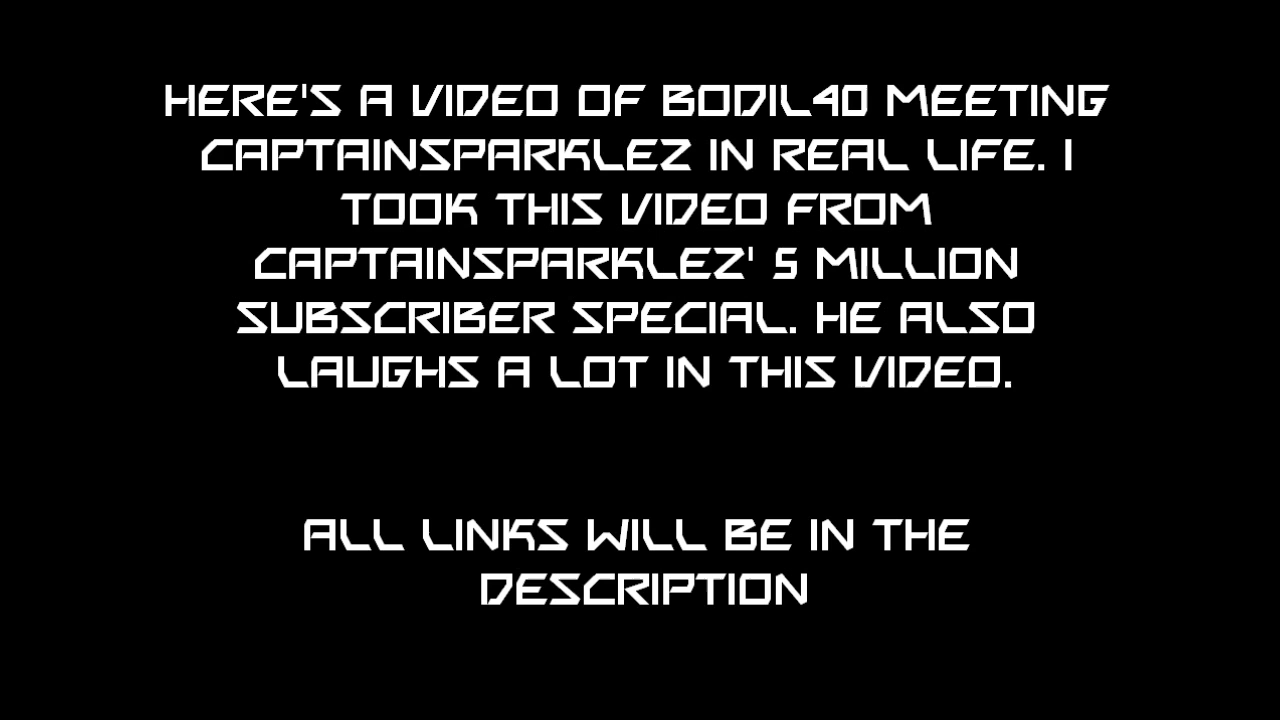 HERE'S A VIDEO OF BODIL40 MEETING
CAPTAINSPARKLEZ IN REAL LIFE. I
TOOK THIS VIDEO FROM
CAPTAINSPARKLEZ' 5 MILLION
SUBSCRIBER SPECIAL. HE ALSO
LAUGHS A LOT IN THIS VIDEO.
ALL LINKS WILL BE IN THE
DESCRIPTION